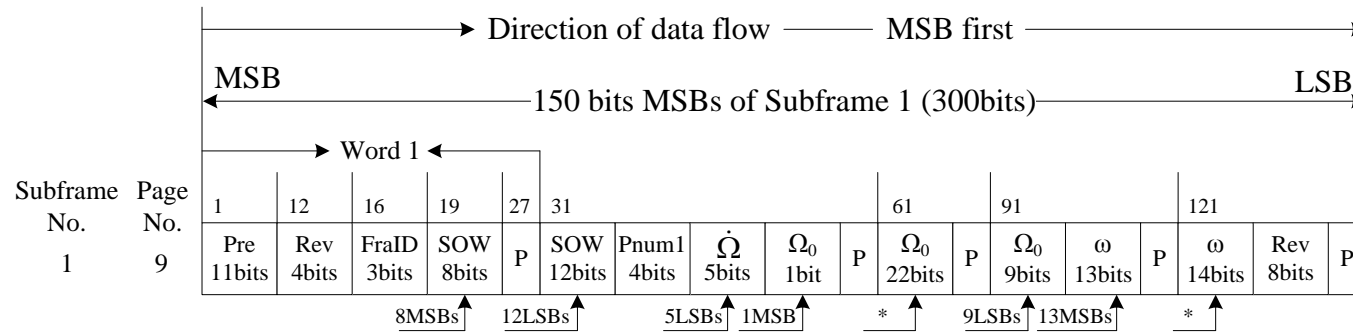 Direction of data flow MSB first
MSB LSB
150 bits MSBs of Subframe 1 (300bits)
Word 1
Subframe No. Page No.
1 12 16 19 27 31 61 91 121
1 9
Pre 11bits Rev 4bits FraID 3bits SOW 8bits P SOW 12bits Pnum1 4bits Ω̇ 5bits Ω₀ 1bit P Ω₀ 22bits P Ω₀ 9bits ω 13bits P ω 14bits Rev 8bits P
8MSBs 12LSBs 5LSBs 1MSB * 9LSBs 13MSBs *